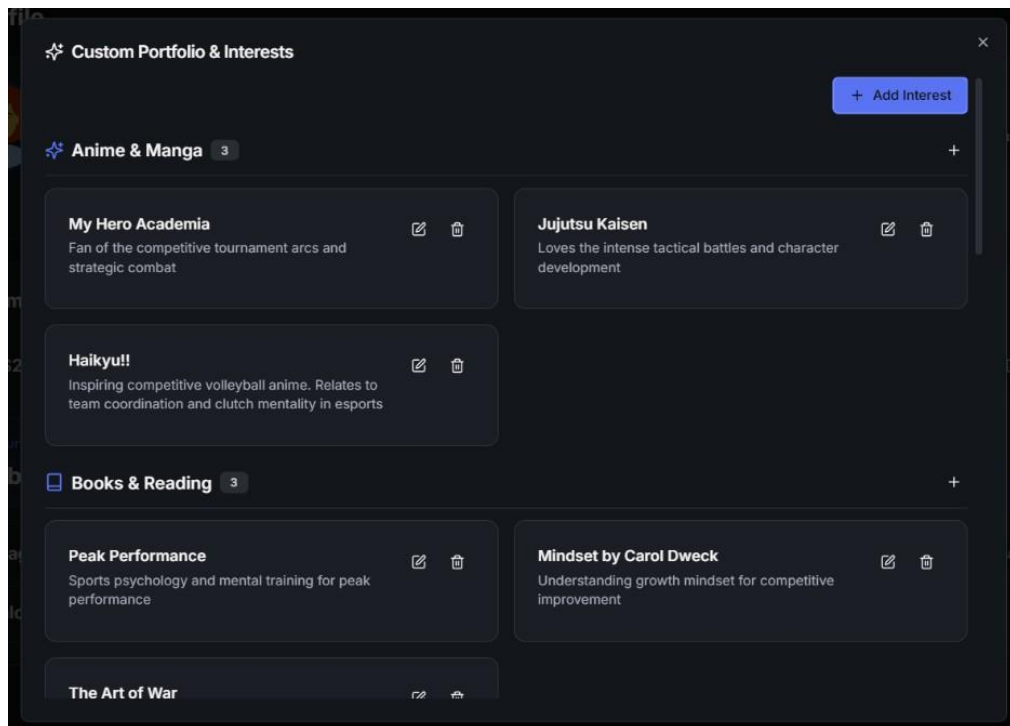 Custom Portfolio & Interests
+ Add Interest
Anime & Manga 3
My Hero Academia
Fan of the competitive tournament arcs and
strategic combat
Jujutsu Kaisen
Loves the intense tactical battles and character
development
Haikyu!!
Inspiring competitive volleyball anime. Relates to
team coordination and clutch mentality in esports
Books & Reading 3
Peak Performance
Sports psychology and mental training for peak
performance
Mindset by Carol Dweck
Understanding growth mindset for competitive
improvement
The Art of War